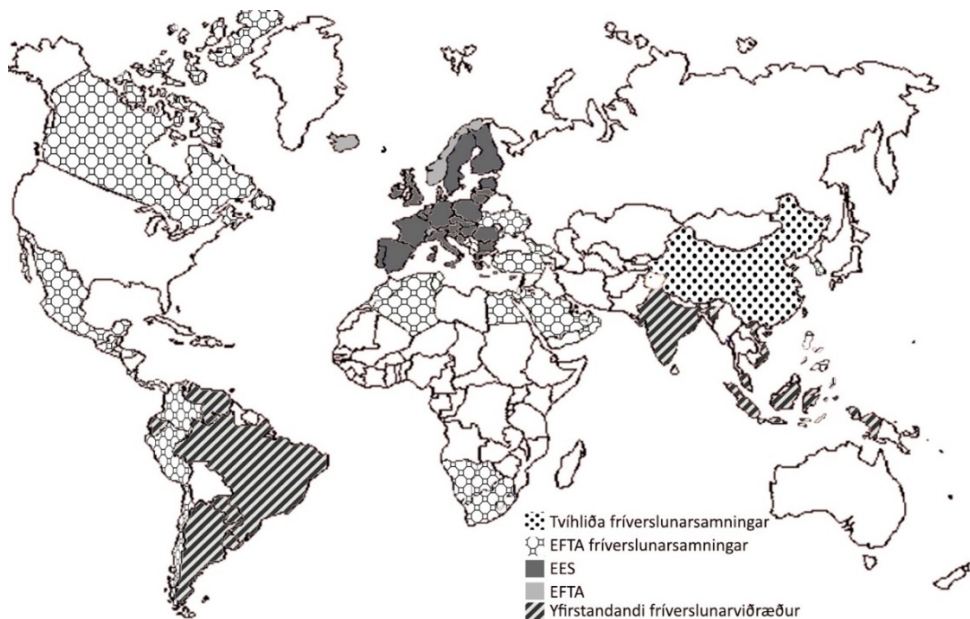 Tvíhliða fríverslunarsamningar
EFTA fríverslunarsamningar
EES
EFTA
Yfirstandandi fríverslunarviðræður